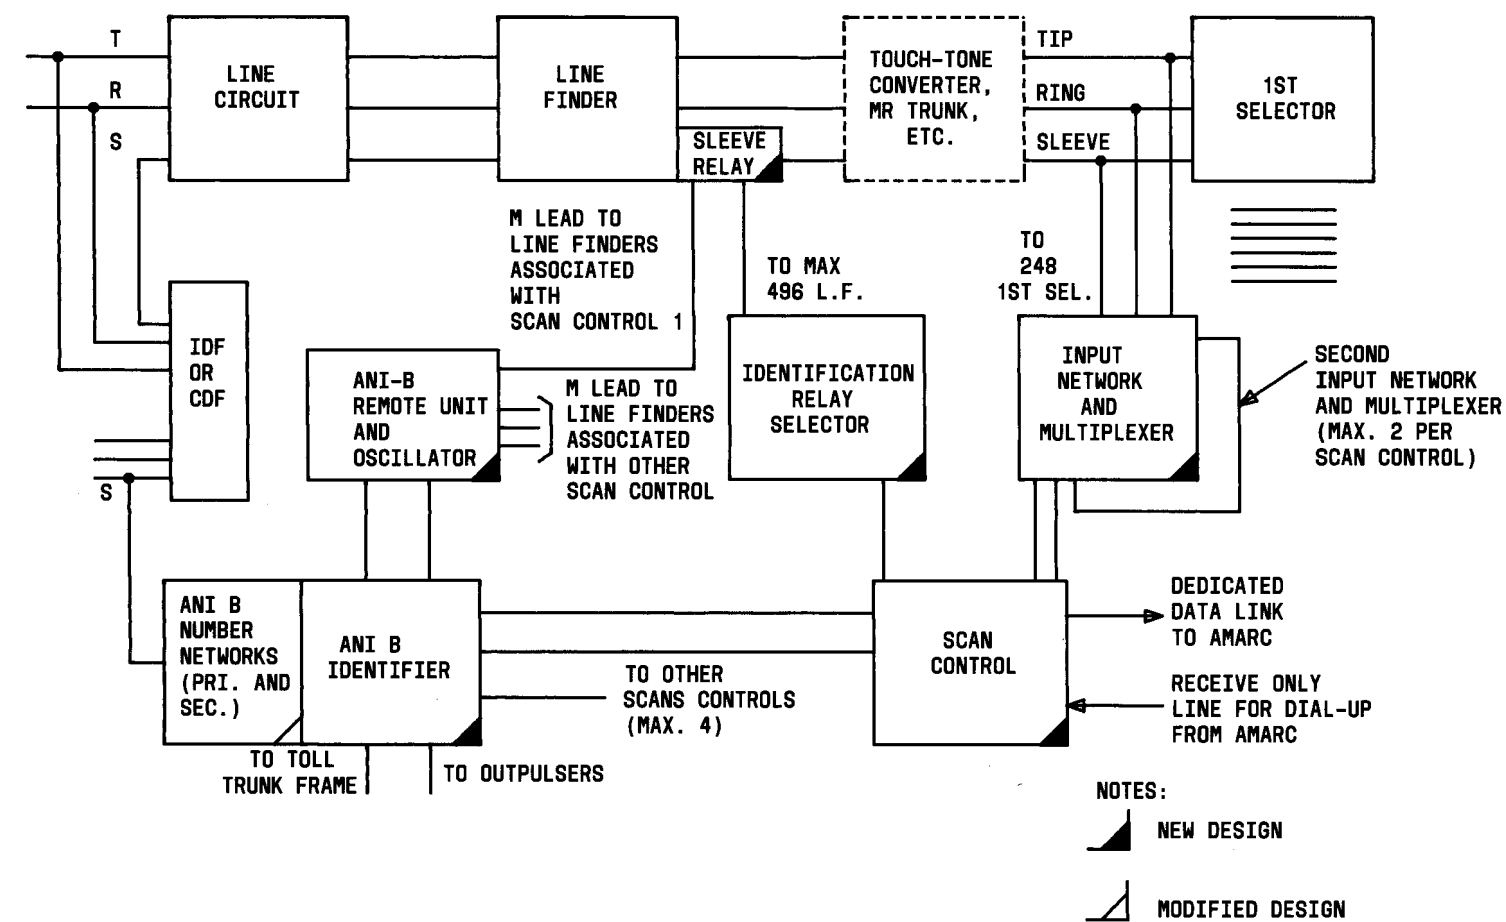 T
R
S
LINE
CIRCUIT
LINE
FINDER
SLEEVE
RELAY
TOUCH-TONE
CONVERTER,
MR TRUNK,
ETC.
TIP
RING
SLEEVE
1ST
SELECTOR
M LEAD TO
LINE FINDERS
ASSOCIATED
WITH
SCAN CONTROL 1
TO MAX
496 L.F.
TO
248
1ST SEL.
IDF
OR
CDF
S
ANI-B
REMOTE UNIT
AND
OSCILLATOR
M LEAD TO
LINE FINDERS
ASSOCIATED
WITH OTHER
SCAN CONTROL
IDENTIFICATION
RELAY
SELECTOR
INPUT
NETWORK
AND
MULTIPLEXER
SECOND
INPUT NETWORK
AND MULTIPLEXER
(MAX. 2 PER
SCAN CONTROL)
ANI B
NUMBER
NETWORKS
(PRI. AND
SEC.)
ANI B
IDENTIFIER
TO OTHER
SCANS CONTROLS
(MAX. 4)
SCAN
CONTROL
DEDICATED
DATA LINK
TO AMARC
RECEIVE ONLY
LINE FOR DIAL-UP
FROM AMARC
TO TOLL
TRUNK FRAME
TO OUTPULSERS
NOTES:
NEW DESIGN
MODIFIED DESIGN